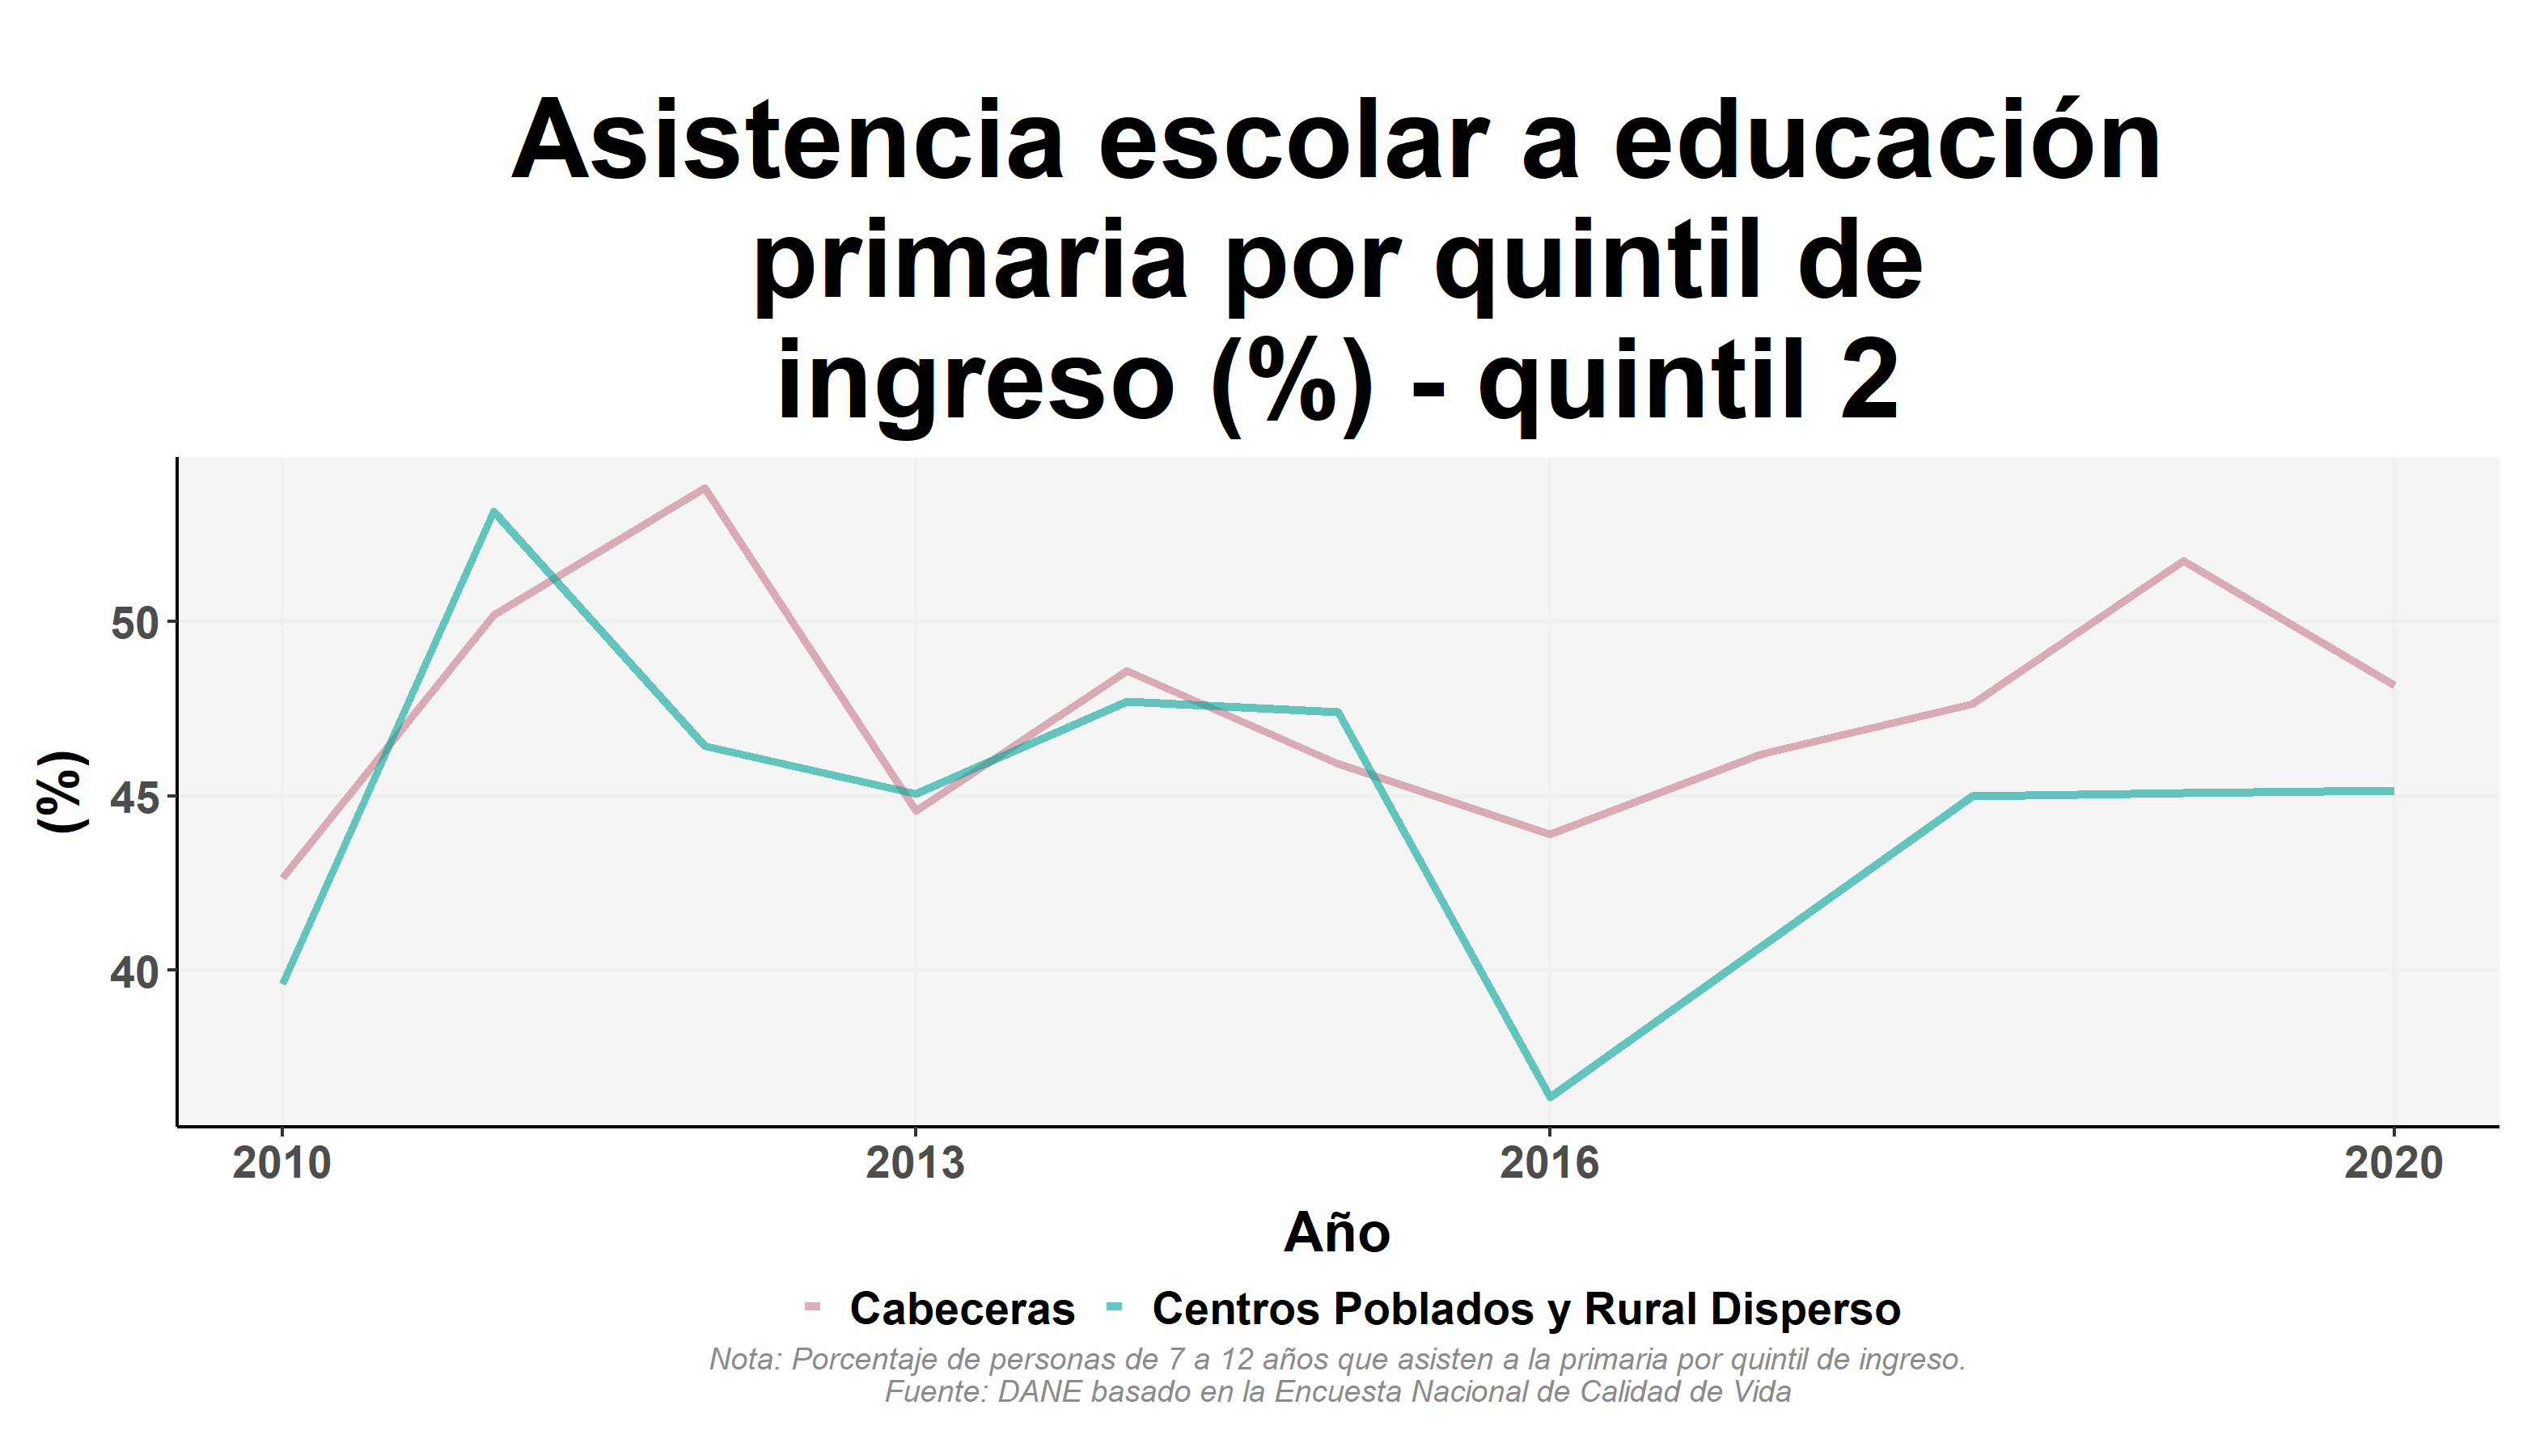 Asistencia escolar a educación
primaria por quintil de
ingreso (%) - quintil 2
(%)
50
45
40
2010 2013 2016 2020
Año
Cabeceras Centros Poblados y Rural Disperso
Nota: Porcentaje de personas de 7 a 12 años que asisten a la primaria por quintil de ingreso.
Fuente: DANE basado en la Encuesta Nacional de Calidad de Vida